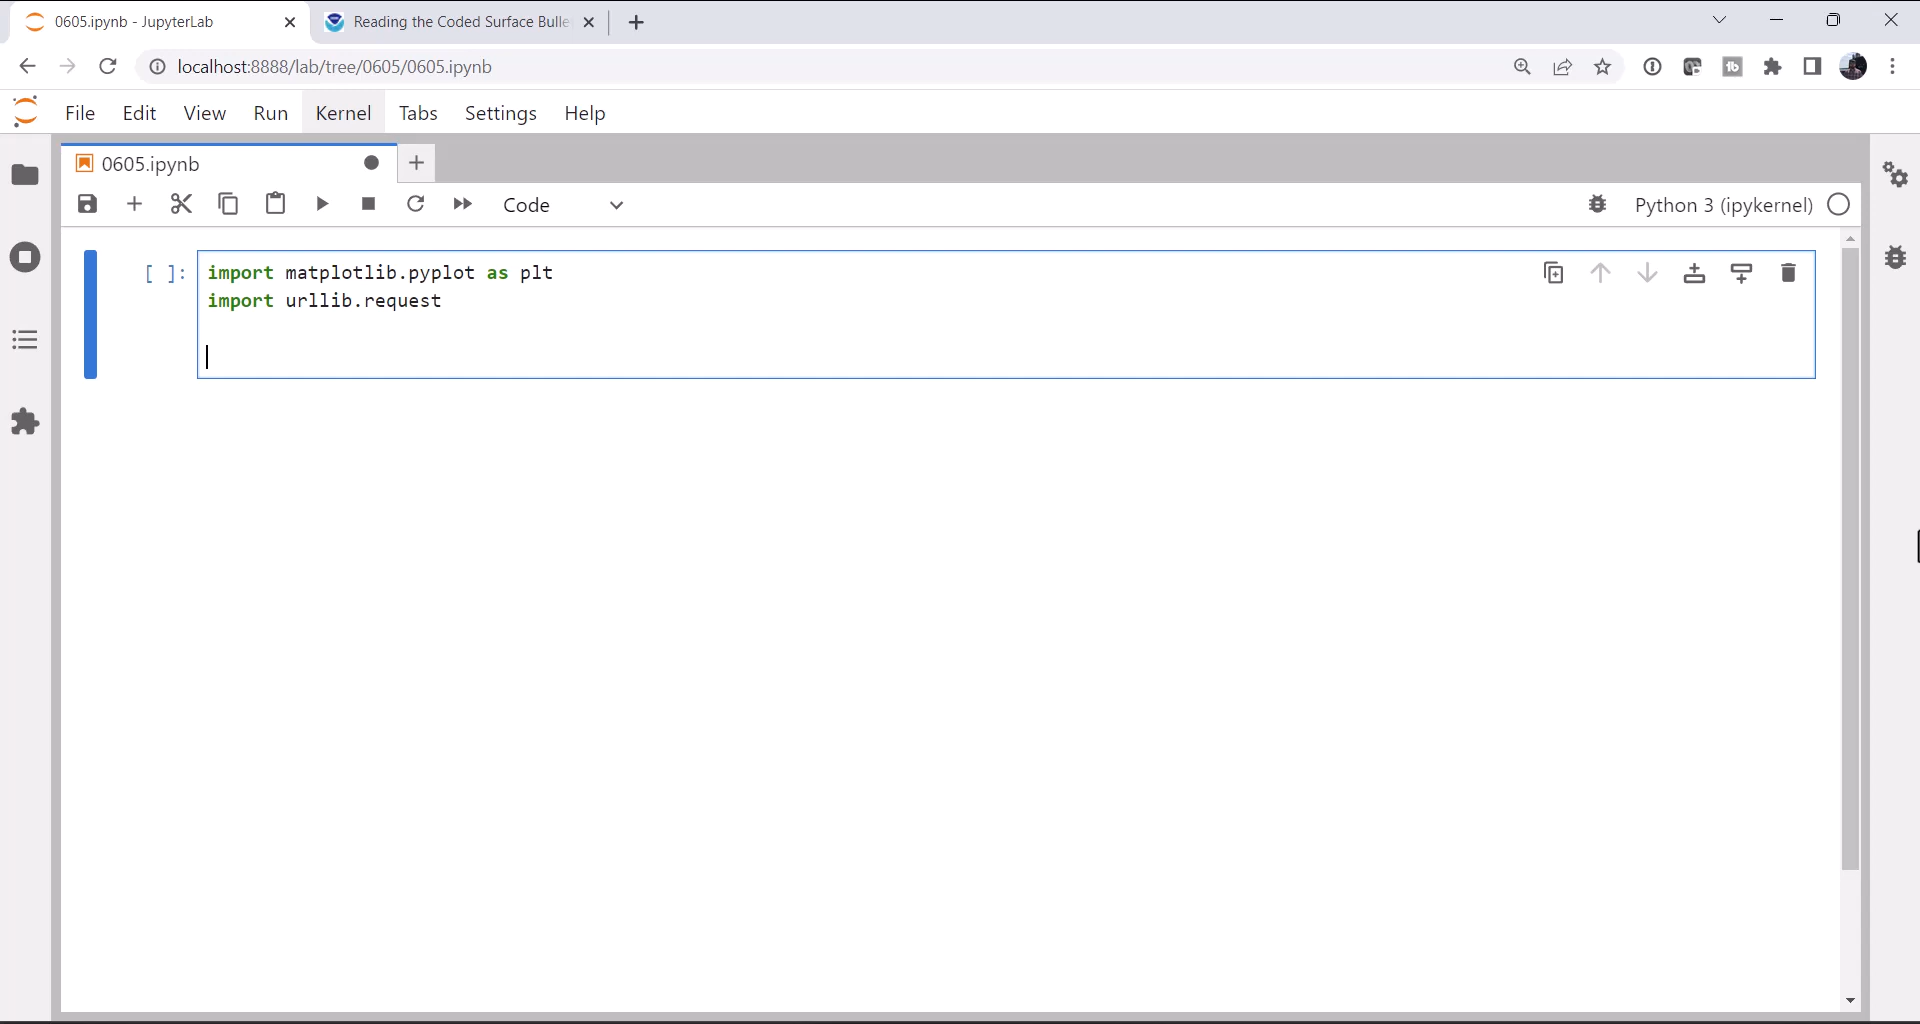 0605.ipynb - JupyterLab
Reading the Coded Surface Bulle
localhost:8888/lab/tree/0605/0605.ipynb
File Edit View Run Kernel Tabs Settings Help
0605.ipynb
Code
Python 3 (ipykernel)
[ ]: import matplotlib.pyplot as plt
import urllib.request